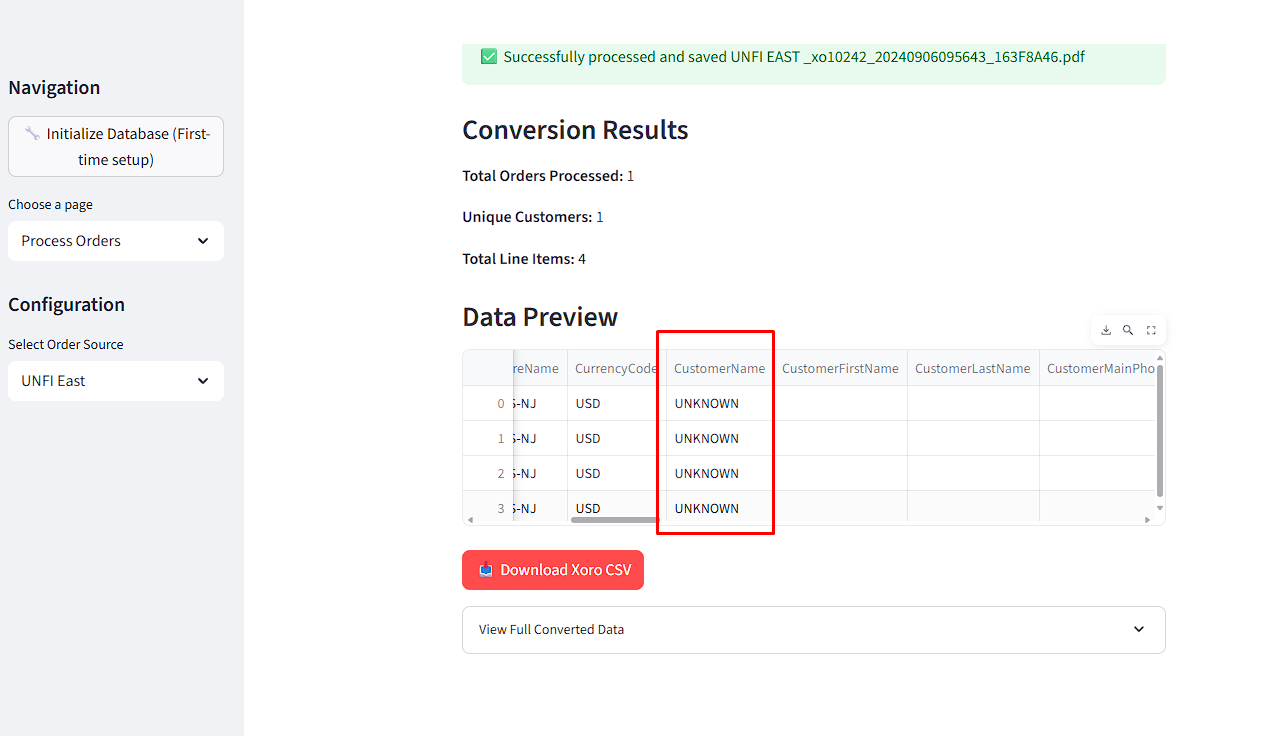 Navigation
🔧 Initialize Database (First-
time setup)
Choose a page
Process Orders
Configuration
Select Order Source
UNFI East
✅ Successfully processed and saved UNFI EAST _xo10242_20240906095643_163F8A46.pdf
Conversion Results
Total Orders Processed: 1
Unique Customers: 1
Total Line Items: 4
Data Preview
reName CurrencyCode CustomerName CustomerFirstName CustomerLastName CustomerMainPho
0 S-NJ USD UNKNOWN
1 S-NJ USD UNKNOWN
2 S-NJ USD UNKNOWN
3 S-NJ USD UNKNOWN
📥 Download Xoro CSV
View Full Converted Data